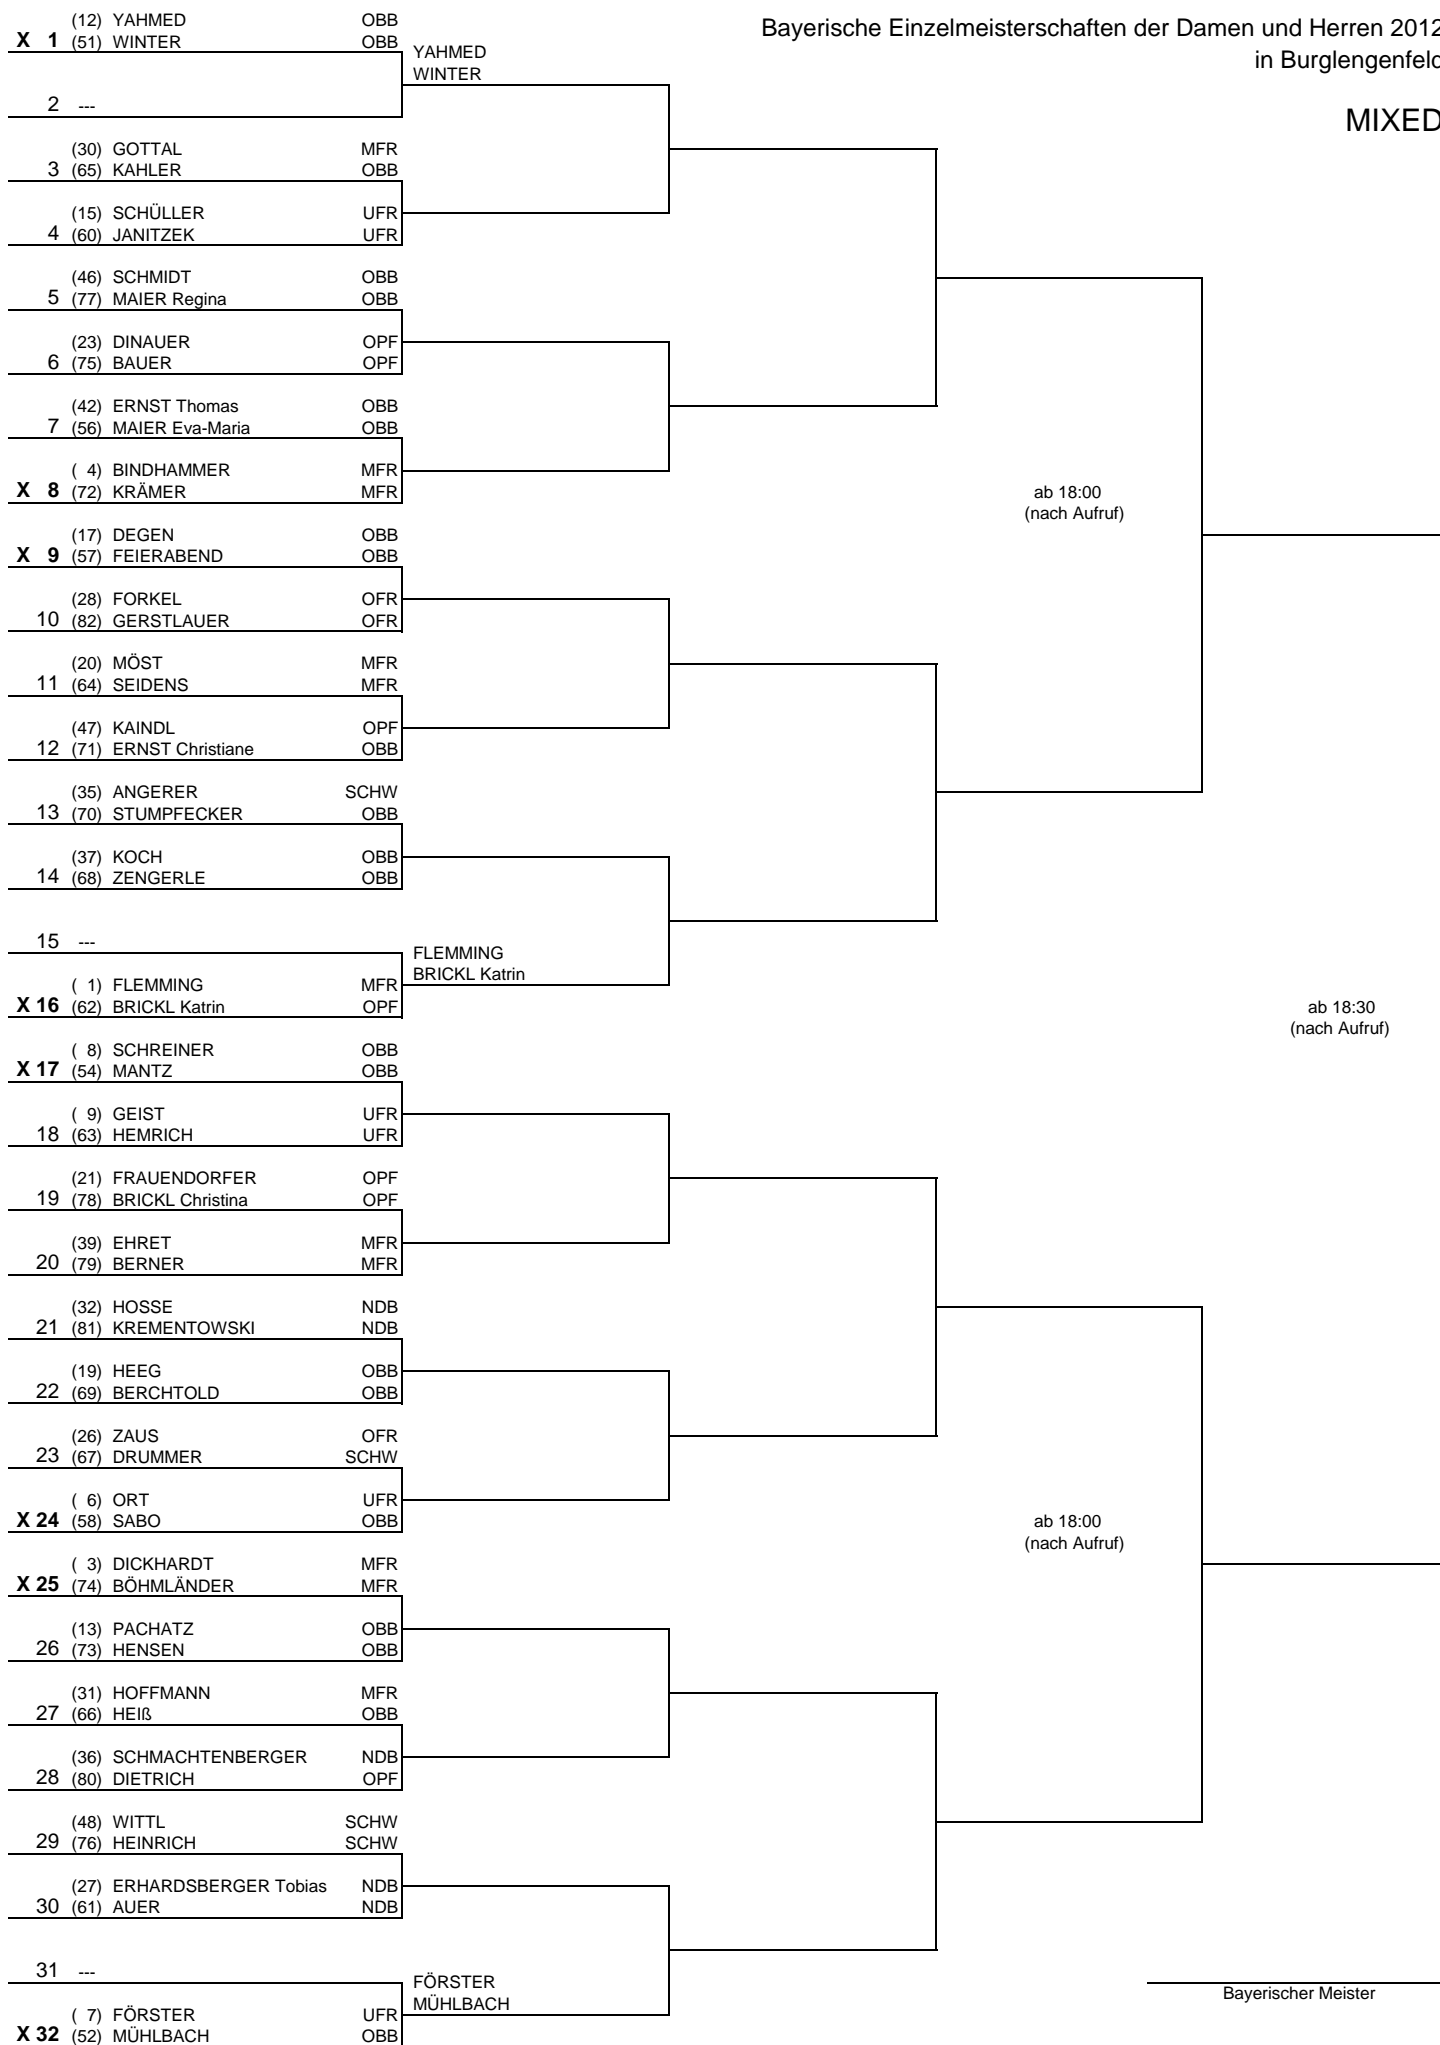 Bayerische Einzelmeisterschaften der Damen und Herren 2012
in Burglengenfeld
MIXED
(12) YAHMED OBB
X 1 (51) WINTER OBB
YAHMED
WINTER
2 ---
(30) GOTTAL MFR
3 (65) KAHLER OBB
(15) SCHÜLLER UFR
4 (60) JANITZEK UFR
(46) SCHMIDT OBB
5 (77) MAIER Regina OBB
(23) DINAUER OPF
6 (75) BAUER OPF
(42) ERNST Thomas OBB
7 (56) MAIER Eva-Maria OBB
( 4) BINDHAMMER MFR
X 8 (72) KRÄMER MFR
ab 18:00
(nach Aufruf)
(17) DEGEN OBB
X 9 (57) FEIERABEND OBB
(28) FORKEL OFR
10 (82) GERSTLAUER OFR
(20) MÖST MFR
11 (64) SEIDENS MFR
(47) KAINDL OPF
12 (71) ERNST Christiane OBB
(35) ANGERER SCHW
13 (70) STUMPFECKER OBB
(37) KOCH OBB
14 (68) ZENGERLE OBB
15 ---
FLEMMING
BRICKL Katrin
( 1) FLEMMING MFR
X 16 (62) BRICKL Katrin OPF
ab 18:30
(nach Aufruf)
( 8) SCHREINER OBB
X 17 (54) MANTZ OBB
( 9) GEIST UFR
18 (63) HEMRICH UFR
(21) FRAUENDORFER OPF
19 (78) BRICKL Christina OPF
(39) EHRET MFR
20 (79) BERNER MFR
(32) HOSSE NDB
21 (81) KREMENTOWSKI NDB
(19) HEEG OBB
22 (69) BERCHTOLD OBB
(26) ZAUS OFR
23 (67) DRUMMER SCHW
( 6) ORT UFR
X 24 (58) SABO OBB
ab 18:00
(nach Aufruf)
( 3) DICKHARDT MFR
X 25 (74) BÖHMLÄNDER MFR
(13) PACHATZ OBB
26 (73) HENSEN OBB
(31) HOFFMANN MFR
27 (66) HEIß OBB
(36) SCHMACHTENBERGER NDB
28 (80) DIETRICH OPF
(48) WITTL SCHW
29 (76) HEINRICH SCHW
(27) ERHARDSBERGER Tobias NDB
30 (61) AUER NDB
31 ---
FÖRSTER
MÜHLBACH
( 7) FÖRSTER UFR
X 32 (52) MÜHLBACH OBB
Bayerischer Meister